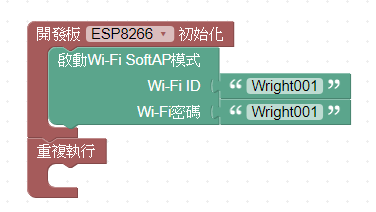 開發板 ESP8266 初始化
啟動Wi-Fi SoftAP模式
Wi-Fi ID “ Wright001 ”
Wi-Fi密碼 “ Wright001 ”
重複執行